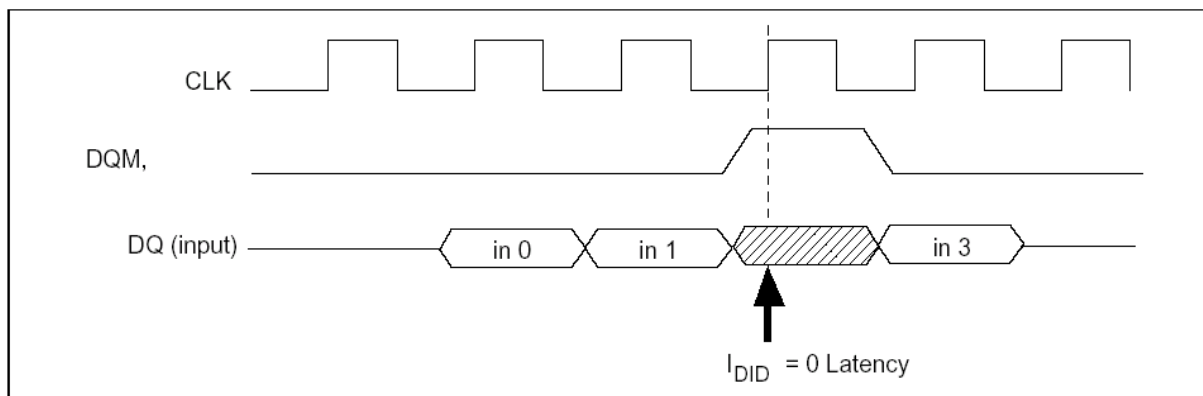 CLK
DQM,
DQ (input)
in 0
in 1
in 3
IDID = 0 Latency